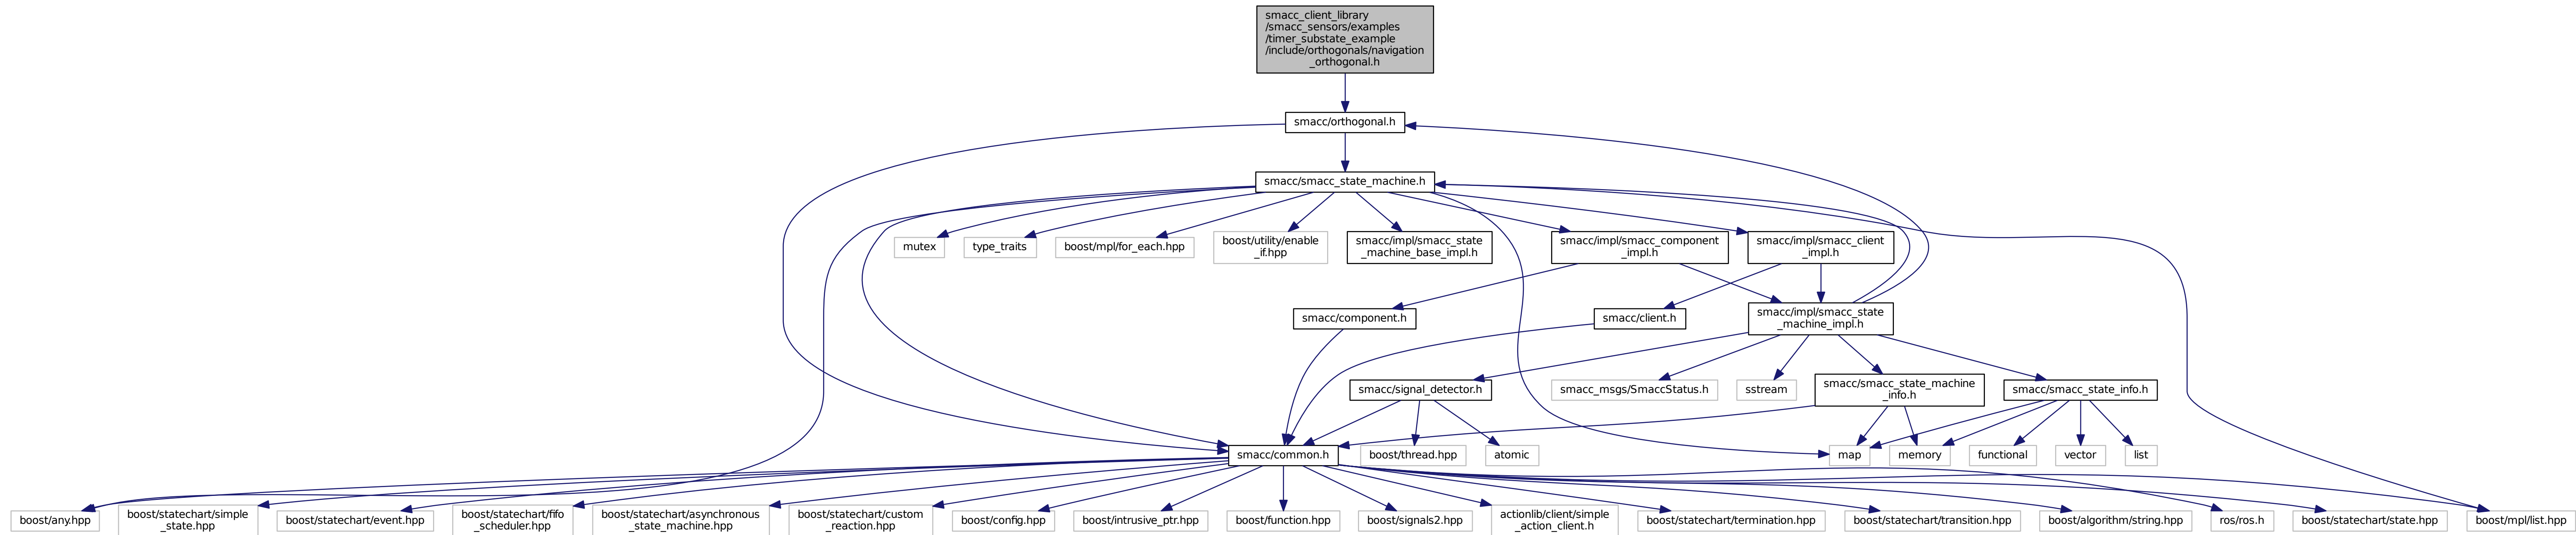 smacc_client_library
/smacc_sensors/examples
/timer_substate_example
/include/orthogonals/navigation
_orthogonal.h
smacc/orthogonal.h
smacc/smacc_state_machine.h
mutex
type_traits
boost/mpl/for_each.hpp
boost/utility/enable
_if.hpp
smacc/impl/smacc_state
_machine_base_impl.h
smacc/impl/smacc_component
_impl.h
smacc/impl/smacc_client
_impl.h
smacc/component.h
smacc/client.h
smacc/impl/smacc_state
_machine_impl.h
smacc/signal_detector.h
smacc_msgs/SmaccStatus.h
sstream
smacc/smacc_state_machine
_info.h
smacc/smacc_state_info.h
smacc/common.h
boost/thread.hpp
atomic
map
memory
functional
vector
list
boost/any.hpp
boost/statechart/simple
_state.hpp
boost/statechart/event.hpp
boost/statechart/fifo
_scheduler.hpp
boost/statechart/asynchronous
_state_machine.hpp
boost/statechart/custom
_reaction.hpp
boost/config.hpp
boost/intrusive_ptr.hpp
boost/function.hpp
boost/signals2.hpp
actionlib/client/simple
_action_client.h
boost/statechart/termination.hpp
boost/statechart/transition.hpp
boost/algorithm/string.hpp
ros/ros.h
boost/statechart/state.hpp
boost/mpl/list.hpp